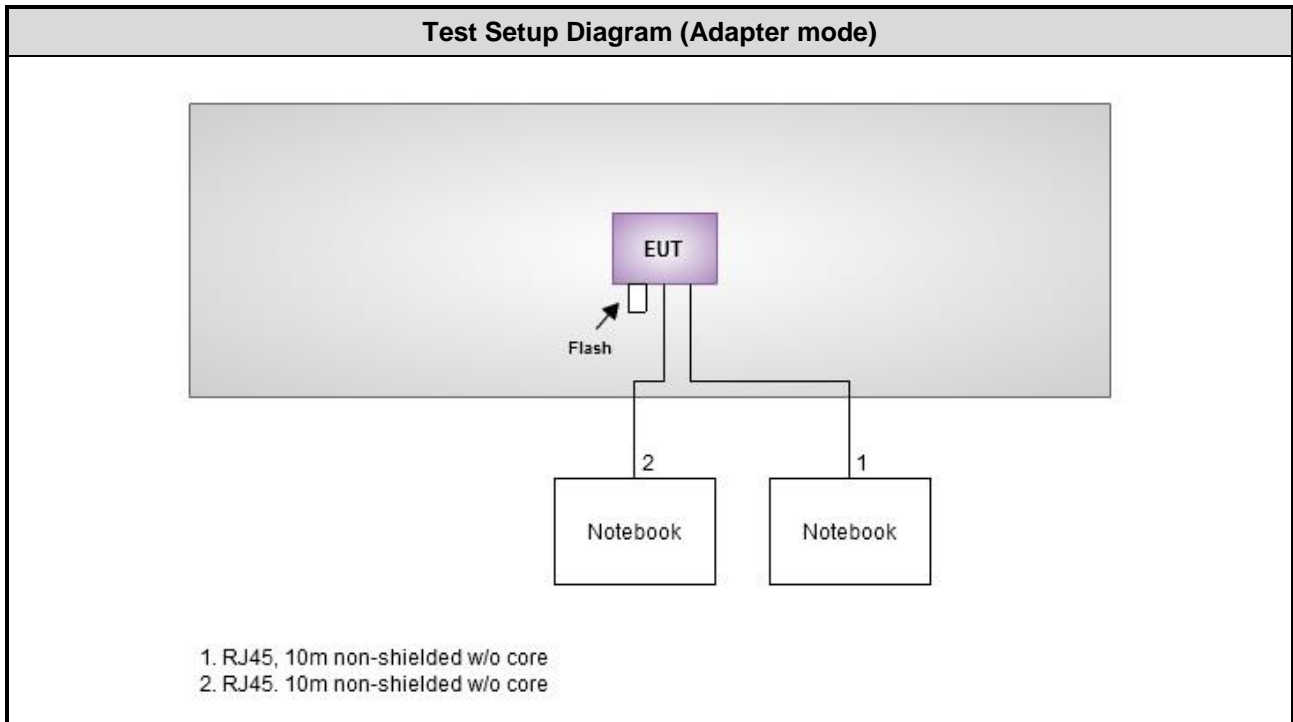 Test Setup Diagram (Adapter mode)
EUT
Flash
2
1
Notebook
Notebook
1. RJ45, 10m non-shielded w/o core
2. RJ45. 10m non-shielded w/o core